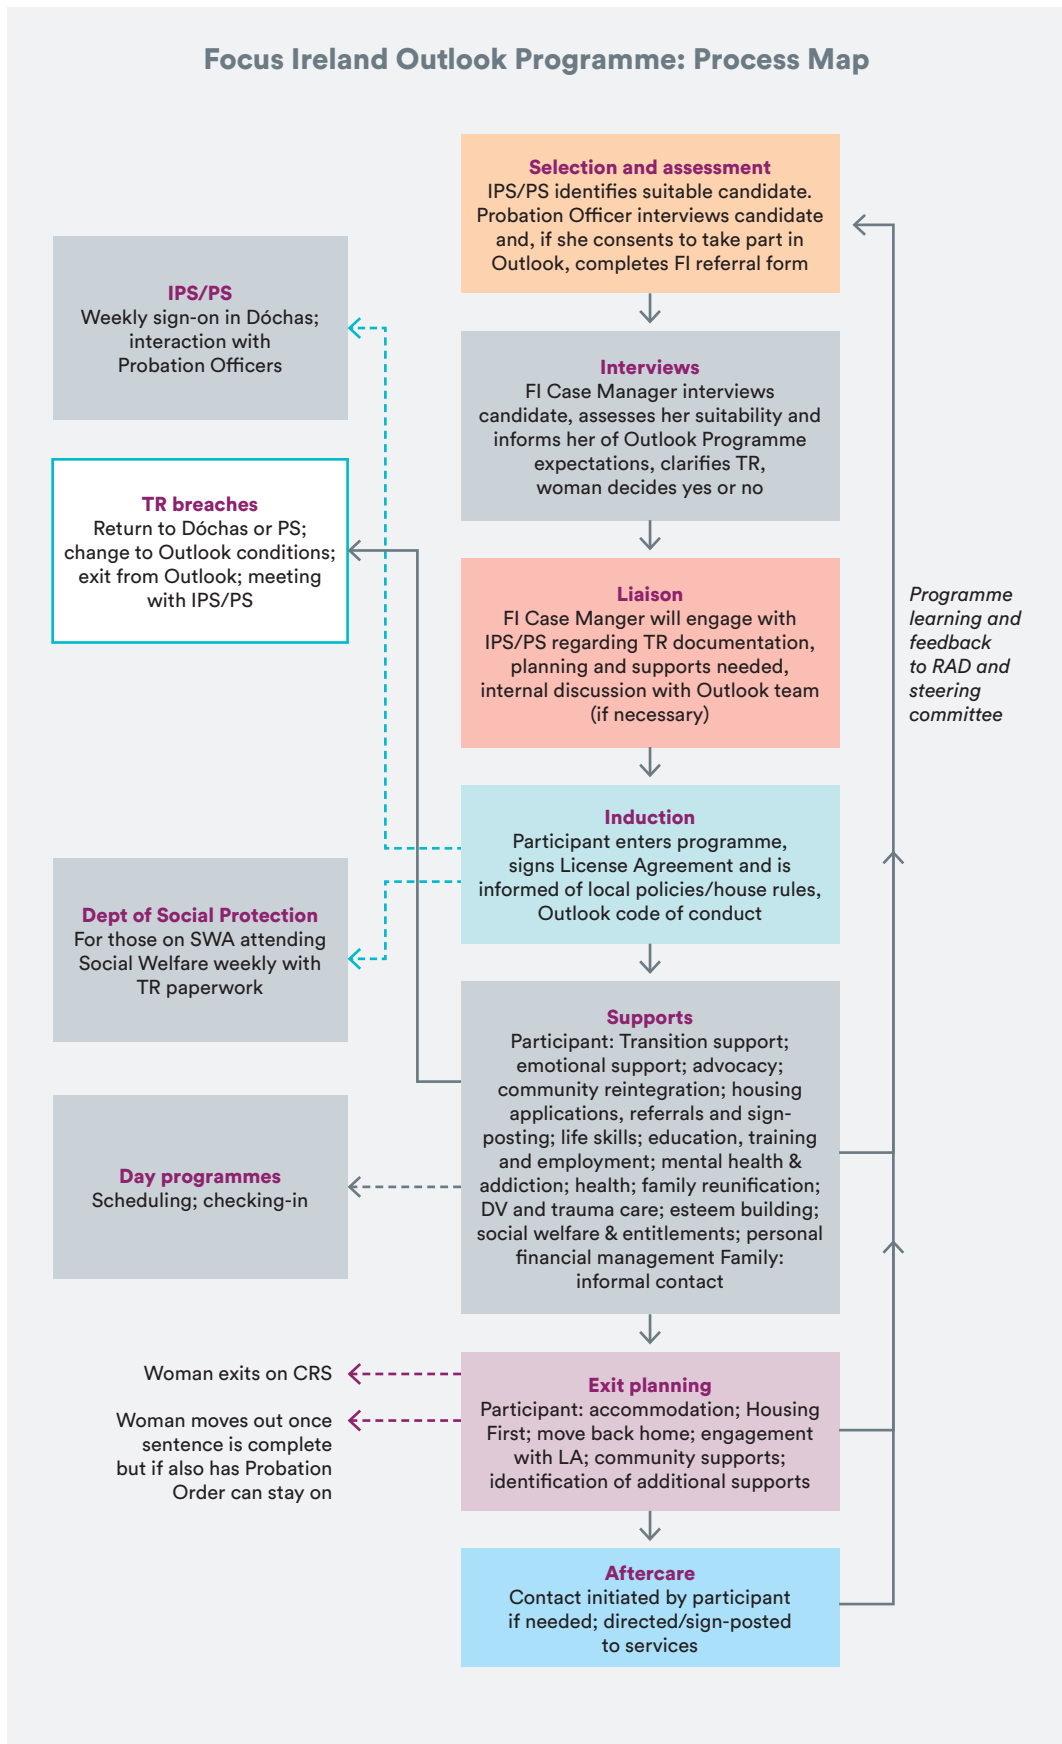 Focus Ireland Outlook Programme: Process Map
Selection and assessment
IPS/PS identifies suitable candidate.
Probation Officer interviews candidate
and, if she consents to take part in
Outlook, completes FI referral form
IPS/PS
Weekly sign-on in Dóchas;
interaction with
Probation Officers
Interviews
FI Case Manager interviews
candidate, assesses her suitability and
informs her of Outlook Programme
expectations, clarifies TR,
woman decides yes or no
TR breaches
Return to Dóchas or PS;
change to Outlook conditions;
exit from Outlook; meeting
with IPS/PS
Liaison
FI Case Manger will engage with
IPS/PS regarding TR documentation,
planning and supports needed,
internal discussion with Outlook team
(if necessary)
Programme
learning and
feedback
to RAD and
steering
committee
Induction
Participant enters programme,
signs License Agreement and is
informed of local policies/house rules,
Outlook code of conduct
Dept of Social Protection
For those on SWA attending
Social Welfare weekly with
TR paperwork
Supports
Participant: Transition support;
emotional support; advocacy;
community reintegration; housing
applications, referrals and sign-
posting; life skills; education, training
and employment; mental health &
addiction; health; family reunification;
DV and trauma care; esteem building;
social welfare & entitlements; personal
financial management Family:
informal contact
Day programmes
Scheduling; checking-in
Woman exits on CRS
Woman moves out once
sentence is complete
but if also has Probation
Order can stay on
Exit planning
Participant: accommodation; Housing
First; move back home; engagement
with LA; community supports;
identification of additional supports
Aftercare
Contact initiated by participant
if needed; directed/sign-posted
to services